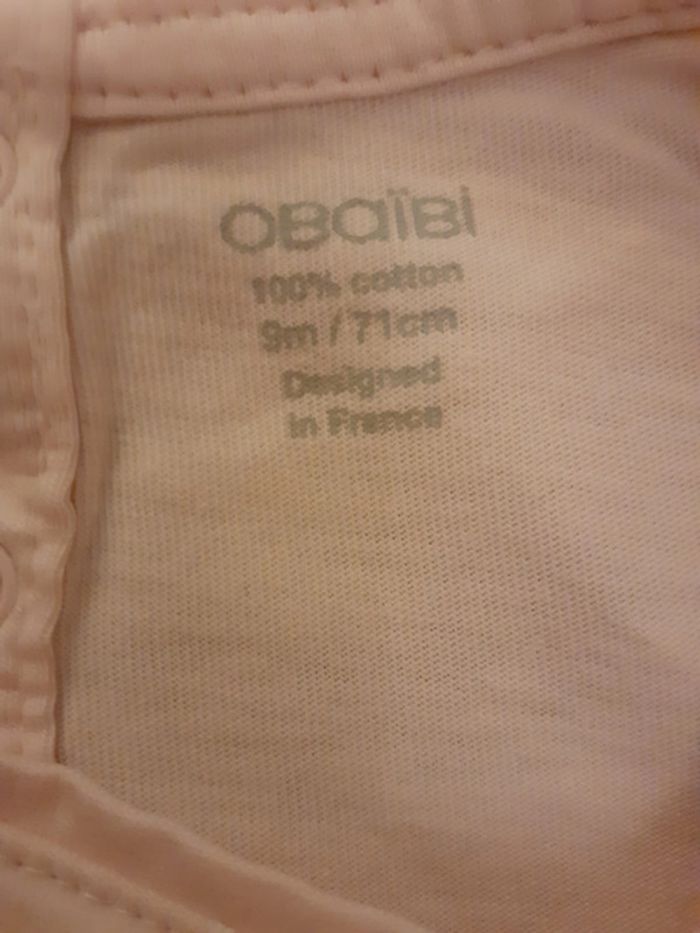 OBaïBi
100% cotton
9m / 71cm
Designed
in France